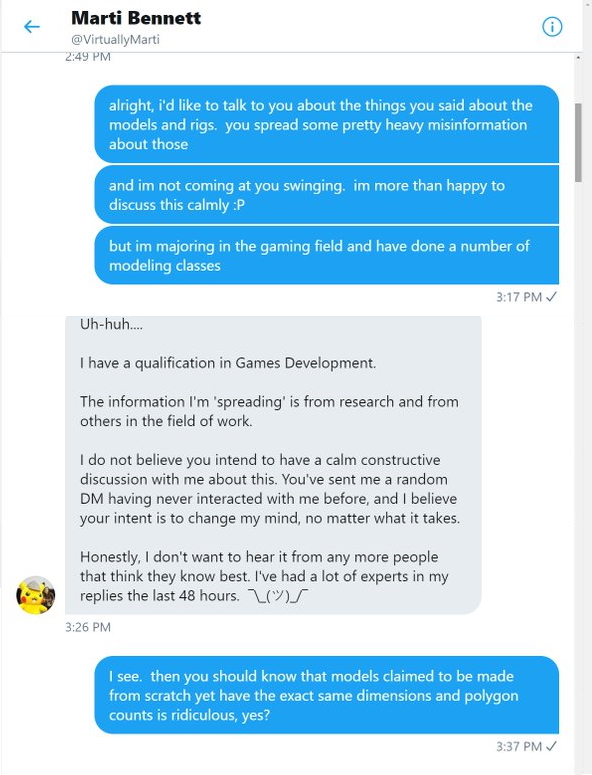 Marti Bennett
@VirtuallyMarti
2:49 PM
alright, i'd like to talk to you about the things you said about the
models and rigs.  you spread some pretty heavy misinformation
about those
and im not coming at you swinging.  im more than happy to
discuss this calmly :P
but im majoring in the gaming field and have done a number of
modeling classes
3:17 PM ✓
Uh-huh....
I have a qualification in Games Development.
The information I'm 'spreading' is from research and from
others in the field of work.
I do not believe you intend to have a calm constructive
discussion with me about this. You've sent me a random
DM having never interacted with me before, and I believe
your intent is to change my mind, no matter what it takes.
Honestly, I don't want to hear it from any more people
that think they know best. I've had a lot of experts in my
replies the last 48 hours.  ¯\_(ツ)_/¯
3:26 PM
I see.  then you should know that models claimed to be made
from scratch yet have the exact same dimensions and polygon
counts is ridiculous, yes?
3:37 PM ✓